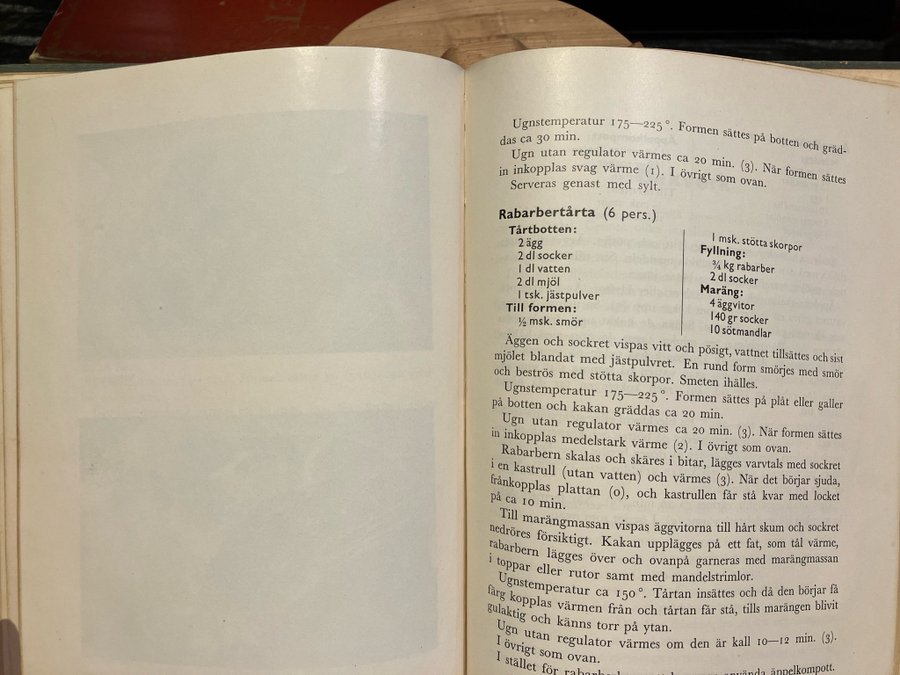 Ugnstemperatur 175—225°. Formen sättes på botten och gräd-
das ca 30 min.
Ugn utan regulator värmes ca 20 min. (3). När formen sättes
in inkopplas svag värme (1). I övrigt som ovan.
Serveras genast med sylt.
Rabarbertårta (6 pers.)
Tårtbotten:
2 ägg
2 dl socker
1 dl vatten
2 dl mjöl
1 tsk. jästpulver
Till formen:
½ msk. smör
1 msk. stötta skorpor
Fyllning:
¾ kg rabarber
2 dl socker
Maräng:
4 äggvitor
140 gr socker
10 sötmandlar
Äggen och sockret vispas vitt och pösigt, vattnet tillsättes och sist
mjölet blandat med jästpulvret. En rund form smörjes med smör
och beströs med stötta skorpor. Smeten ihälles.
Ugnstemperatur 175—225°. Formen sättes på plåt eller galler
på botten och kakan gräddas ca 20 min.
Ugn utan regulator värmes ca 20 min. (3). När formen sättes
in inkopplas medelstark värme (2). I övrigt som ovan.
Rabarbern skalas och skäres i bitar, lägges varvtals med sockret
i en kastrull (utan vatten) och värmes (3). När det börjar sjuda,
frånkopplas plattan (0), och kastrullen får stå kvar med locket
på ca 10 min.
Till marängmassan vispas äggvitorna till hårt skum och sockret
nedröres försiktigt. Kakan upplägges på ett fat, som tål värme,
rabarbern lägges över och ovanpå garneras med marängmassan
i toppar eller rutor samt med mandelstrimlor.
Ugnstemperatur ca 150°. Tårtan insättes och då den börjar få
färg kopplas värmen från och tårtan får stå, tills marängen blivit
gulaktig och känns torr på ytan.
Ugn utan regulator värmes om den är kall 10—12 min. (3).
I övrigt som ovan.
I stället för använda äppelkompott.